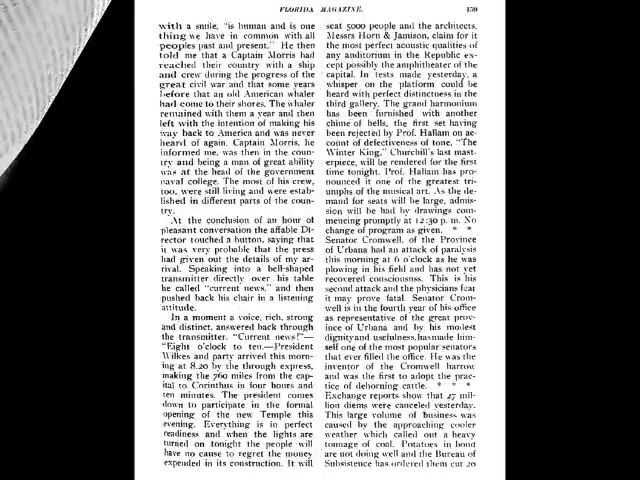 FLORIDA MAGAZINE. 159
with a smile, "is human and is one
thing we have in common with all
peoples past and present." He then
told me that a Captain Morris had
reached their country with a ship
and crew during the progress of the
great civil war and that some years
before that an old American whaler
had come to their shores. The whaler
remained with them a year and then
left with the intention of making his
way back to America and was never
heard of again. Captain Morris, he
informed me, was then in the coun-
try and being a man of great ability
was at the head of the government
naval college. The most of his crew,
too, were still living and were estab-
lished in different parts of the coun-
try.
At the conclusion of an hour of
pleasant conversation the affable Di-
rector touched a button, saying that
it was very probable that the press
had given out the details of my ar-
rival. Speaking into a bell-shaped
transmitter directly over his table
he called "current news," and then
pushed back his chair in a listening
attitude.
In a moment a voice, rich, strong
and distinct, answered back through
the transmitter. "Current news!"—
"Eight o'clock to ten.—President
Wilkes and party arrived this morn-
ing at 8.20 by the through express,
making the 760 miles from the cap-
ital to Corinthus in four hours and
ten minutes. The president comes
down to participate in the formal
opening of the new Temple this
evening. Everything is in perfect
readiness and when the lights are
turned on tonight the people will
have no cause to regret the money
expended in its construction. It will
seat 5000 people and the architects,
Messrs Horn & Jamison, claim for it
the most perfect acoustic qualities of
any auditorium in the Republic ex-
cept possibly the amphitheater of the
capital. In tests made yesterday, a
whisper on the platform could be
heard with perfect distinctness in the
third gallery. The grand harmonium
has been furnished with another
chime of bells, the first set having
been rejected by Prof. Hallam on ac-
count of defectiveness of tone. "The
Winter King," Churchill's last mast-
erpiece, will be rendered for the first
time tonight. Prof. Hallam has pro-
nounced it one of the greatest tri-
umphs of the musical art. As the de-
mand for seats will be large, admis-
sion will be had by drawings com-
mencing promptly at 12:30 p. m. No
change of program as given. * *
Senator Cromwell, of the Province
of Urbana had an attack of paralysis
this morning at 6 o'clock as he was
plowing in his field and has not yet
recovered consciousnss. This is his
second attack and the physicians fear
it may prove fatal. Senator Crom-
well is in the fourth year of his office
as representative of the great prov-
ince of Urbana and by his modest
dignity and usefulness, has made him-
self one of the most popular senators
that ever filled the office. He was the
inventor of the Cromwell harrow
and was the first to adopt the prac-
tice of dehorning cattle. * * *
Exchange reports show that 27 mil-
lion diems were canceled yesterday.
This large volume of business was
caused by the approaching cooler
weather which called out a heavy
tonnage of coal. Potatoes in bond
are not doing well and the Bureau of
Subsistence has ordered them cut 20